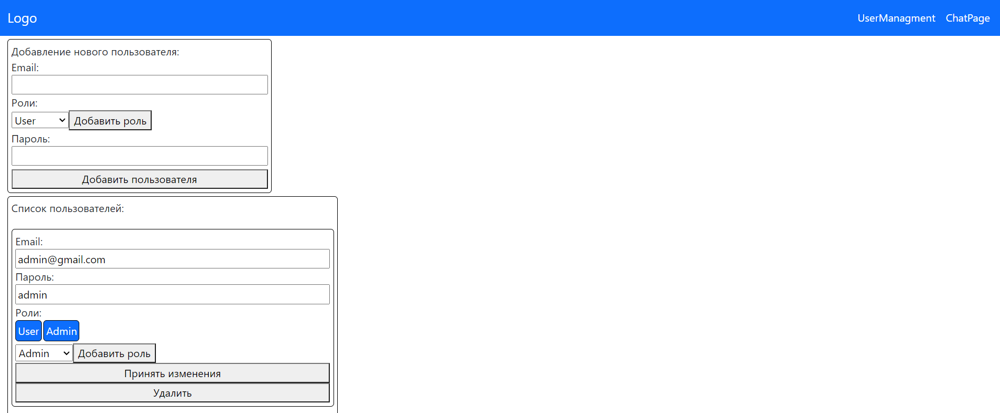 Logo
UserManagment ChatPage
Добавление нового пользователя:
Email:
Роли:
User Добавить роль
Пароль:
Добавить пользователя
Список пользователей:
Email:
admin@gmail.com
Пароль:
admin
Роли:
User Admin
Admin Добавить роль
Принять изменения
Удалить